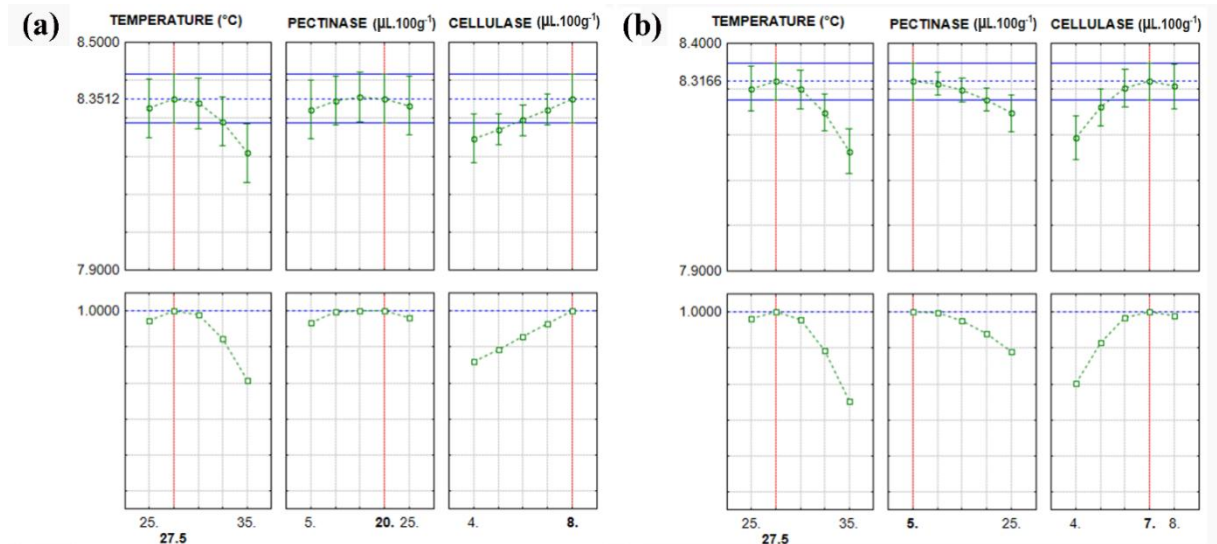 (a)
TEMPERATURE (°C) PECTINASE (µL.100g⁻¹) CELLULASE (µL.100g⁻¹)
8.5000
8.3512
7.9000
1.0000
25. 35. 5. 20. 25. 4. 8.
27.5
(b)
TEMPERATURE (°C) PECTINASE (µL.100g⁻¹) CELLULASE (µL.100g⁻¹)
8.4000
8.3166
7.9000
1.0000
25. 35. 5. 25. 4. 7. 8.
27.5